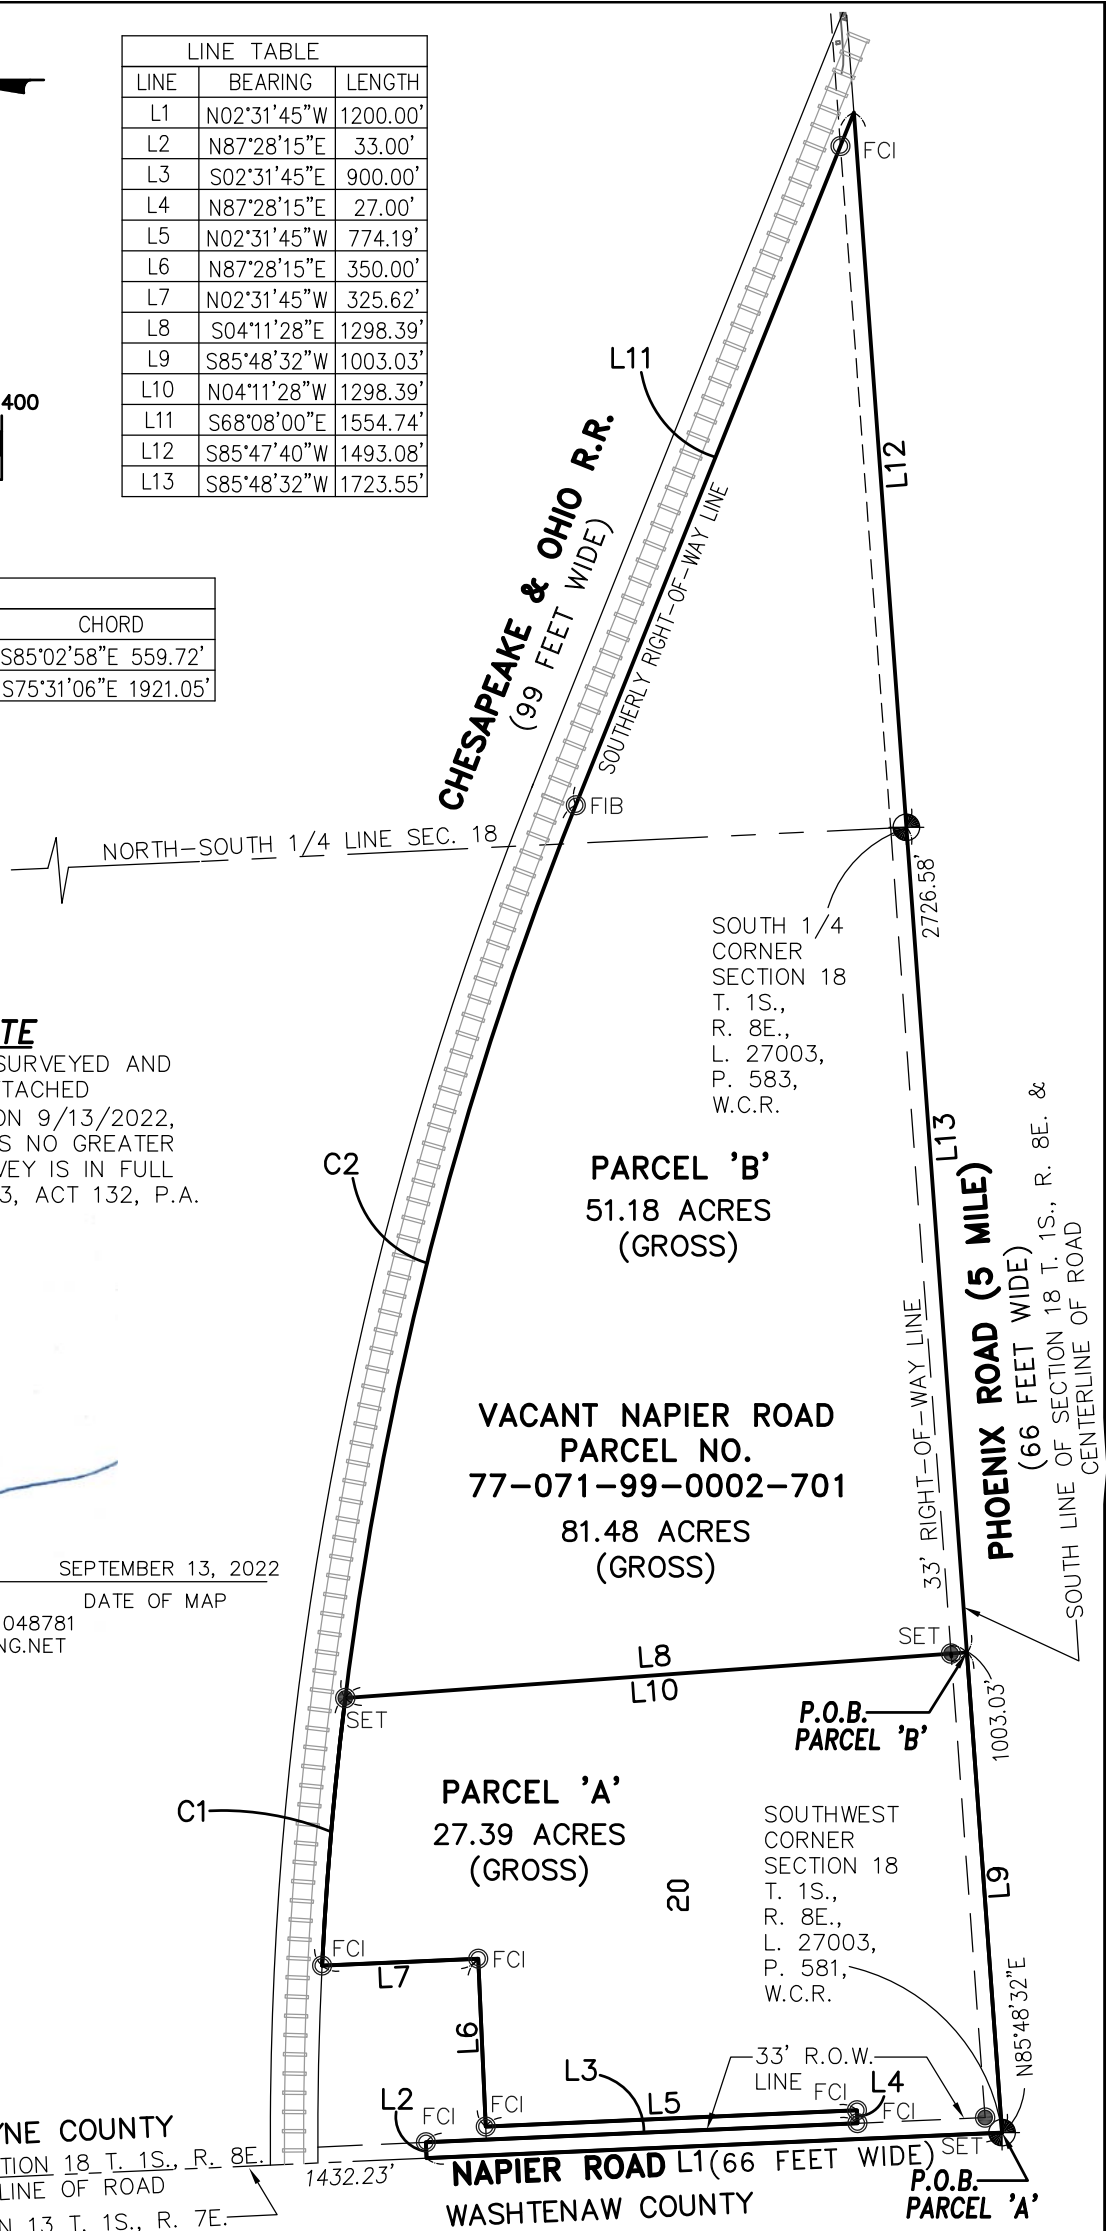 LINE TABLE
LINE BEARING LENGTH
L1 N02°31'45"W 1200.00'
L2 N87°28'15"E 33.00'
L3 S02°31'45"E 900.00'
L4 N87°28'15"E 27.00'
L5 N02°31'45"W 774.19'
L6 N87°28'15"E 350.00'
L7 N02°31'45"W 325.62'
L8 S04°11'28"E 1298.39'
L9 S85°48'32"W 1003.03'
L10 N04°11'28"W 1298.39'
L11 S68°08'00"E 1554.74'
L12 S85°47'40"W 1493.08'
L13 S85°48'32"W 1723.55'
400
CHORD
S85°02'58"E 559.72'
S75°31'06"E 1921.05'
FCI
L11
L12
CHESAPEAKE & OHIO R.R.
(99 FEET WIDE)
SOUTHERLY RIGHT-OF-WAY LINE
FIB
NORTH-SOUTH 1/4 LINE SEC. 18
2726.58'
SOUTH 1/4
CORNER
SECTION 18
T. 1S.,
R. 8E.,
L. 27003,
P. 583,
W.C.R.
TE
SURVEYED AND
TACHED
ON 9/13/2022,
S NO GREATER
VEY IS IN FULL
3, ACT 132, P.A.
C2
PARCEL 'B'
51.18 ACRES
(GROSS)
L13
PHOENIX ROAD (5 MILE)
(66 FEET WIDE)
SOUTH LINE OF SECTION 18 T. 1S., R. 8E. &
CENTERLINE OF ROAD
33' RIGHT-OF-WAY LINE
VACANT NAPIER ROAD
PARCEL NO.
77-071-99-0002-701
81.48 ACRES
(GROSS)
SEPTEMBER 13, 2022
DATE OF MAP
048781
NG.NET
SET
L8
L10
SET
P.O.B.
PARCEL 'B'
1003.03'
C1
PARCEL 'A'
27.39 ACRES
(GROSS)
20
SOUTHWEST
CORNER
SECTION 18
T. 1S.,
R. 8E.,
L. 27003,
P. 581,
W.C.R.
L9
N85°48'32"E
FCI
L7
FCI
L6
33' R.O.W.
LINE
L3
L5
FCI
L4
FCI
L2
FCI
FCI
SET
YNE COUNTY
TION 18 T. 1S., R. 8E.
LINE OF ROAD
N 13 T. 1S., R. 7E.
1432.23'
NAPIER ROAD L1 (66 FEET WIDE)
WASHTENAW COUNTY
P.O.B.
PARCEL 'A'